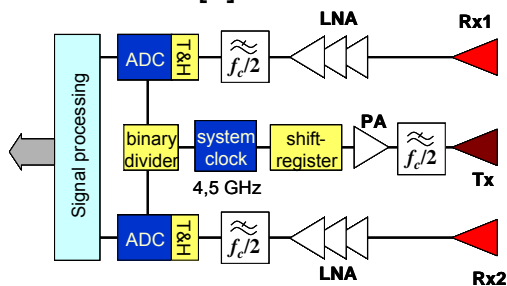 LNA
Rx1
ADC
T&H
f_c/2
Signal processing
binary
divider
system
clock
shift-
register
PA
f_c/2
4,5 GHz
Tx
ADC
T&H
f_c/2
LNA
Rx2